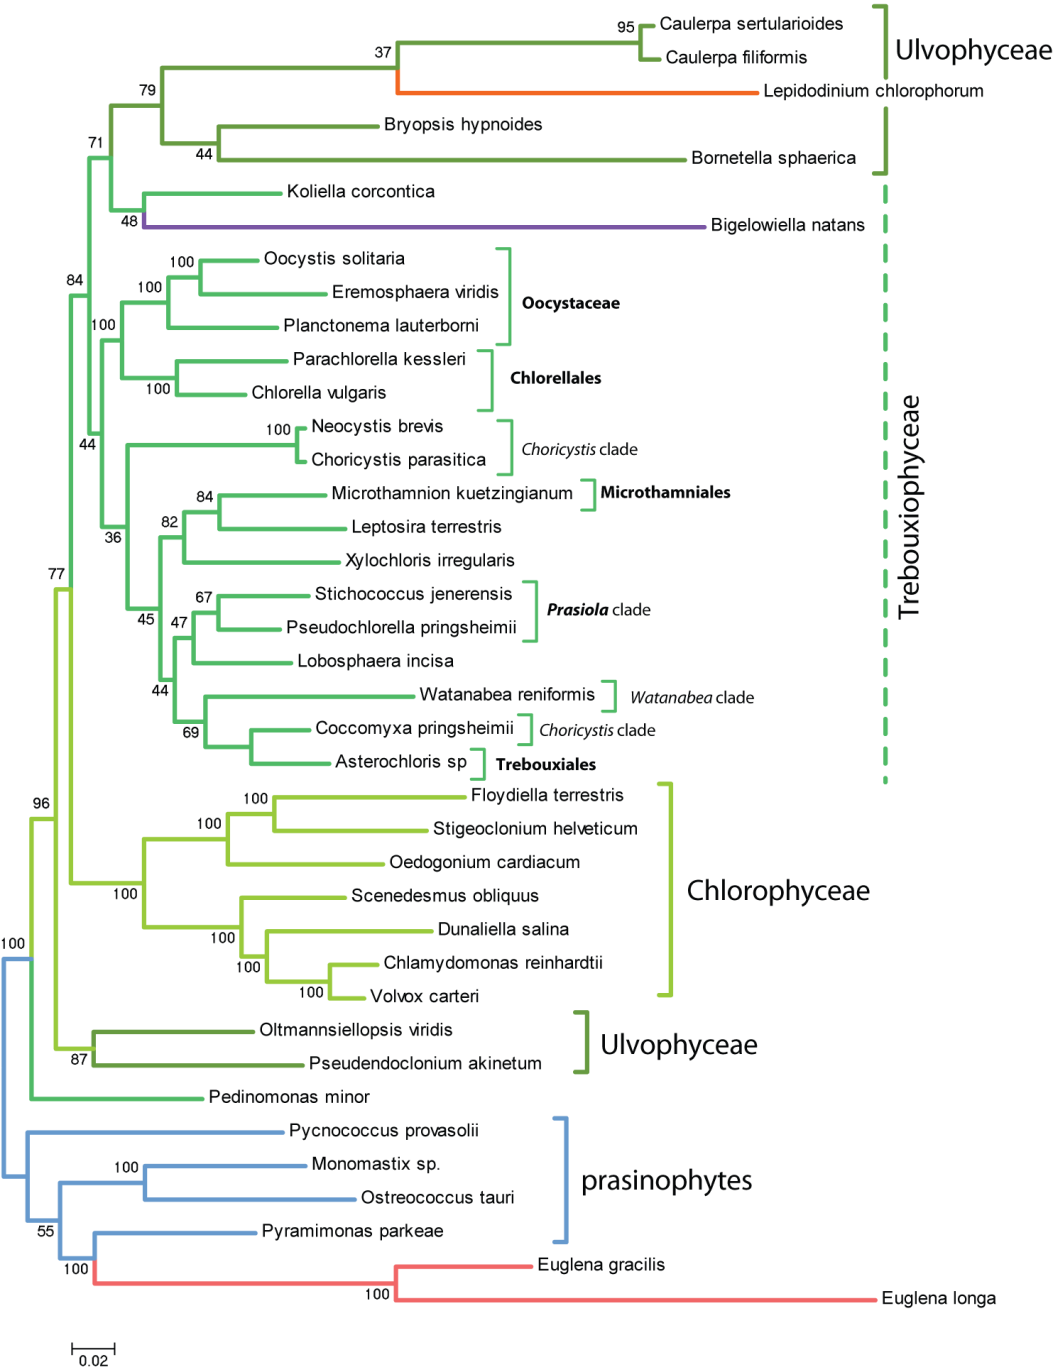 95
Caulerpa sertularioides
Ulvophyceae
37
Caulerpa filiformis
79
Lepidodinium chlorophorum
Bryopsis hypnoides
71
44
Bornetella sphaerica
Koliella corcontica
48
Bigelowiella natans
Oocystis solitaria
100
84
100
Eremosphaera viridis
Oocystaceae
100
Planctonema lauterborni
Parachlorella kessleri
Chlorellales
100
Chlorella vulgaris
Neocystis brevis
100
44
Choricystis clade
Choricystis parasitica
Microthamnion kuetzingianum
Microthamniales
84
82
Leptosira terrestris
36
Trebouxiophyceae
Xylochloris irregularis
77
Stichococcus jenerensis
67
Prasiola clade
45
47
Pseudochlorella pringsheimii
Lobosphaera incisa
44
Watanabea reniformis
Watanabea clade
69
Coccomyxa pringsheimii
Choricystis clade
Asterochloris sp
Trebouxiales
96
100
Floydiella terrestris
100
Stigeoclonium helveticum
Oedogonium cardiacum
100
Scenedesmus obliquus
Chlorophyceae
100
Dunaliella salina
100
100
Chlamydomonas reinhardtii
100
Volvox carteri
Oltmannsiellopsis viridis
Ulvophyceae
87
Pseudendoclonium akinetum
Pedinomonas minor
Pycnococcus provasolii
100
Monomastix sp.
prasinophytes
Ostreococcus tauri
55
Pyramimonas parkeae
100
Euglena gracilis
100
Euglena longa
0.02